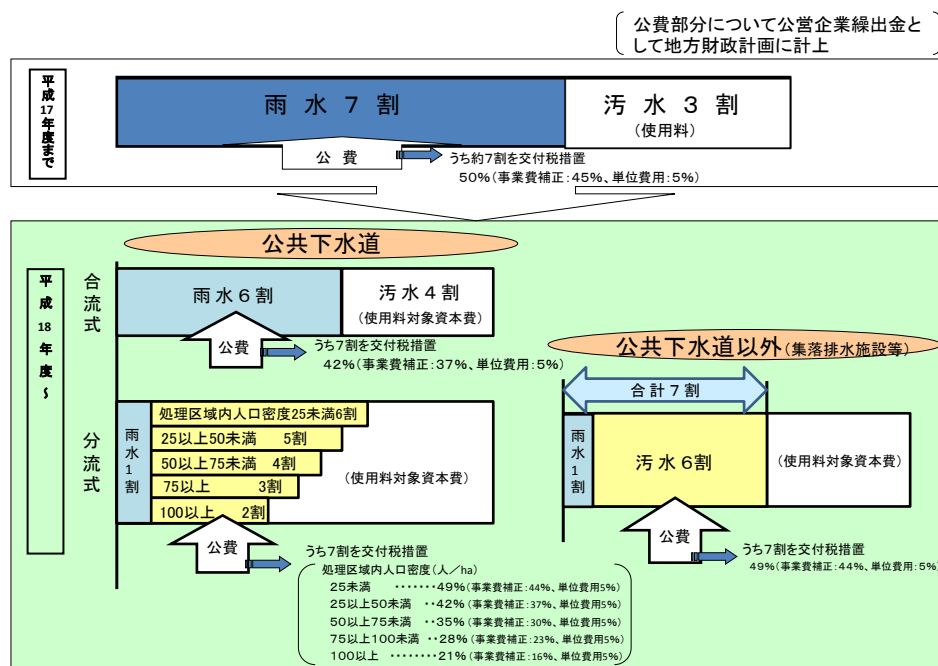 公費部分について公営企業繰出金と
して地方財政計画に計上
平成17年度まで
雨水７割
汚水３割
(使用料)
公費
うち約7割を交付税措置
50%(事業費補正:45%、単位費用:5%)
平成18年度～
公共下水道
合流式
雨水６割
汚水４割
(使用料対象資本費)
公費
うち7割を交付税措置
42%(事業費補正:37%、単位費用:5%)
公共下水道以外(集落排水施設等)
合計７割
分流式
雨水１割
処理区域内人口密度25未満6割
25以上50未満 5割
50以上75未満 4割
75以上 3割
100以上 2割
(使用料対象資本費)
雨水１割
汚水６割
(使用料対象資本費)
公費
うち7割を交付税措置
処理区域内人口密度(人／ha)
25未満 ･･･････49%(事業費補正:44%、単位費用5%)
25以上50未満 ･･42%(事業費補正:37%、単位費用5%)
50以上75未満 ･･35%(事業費補正:30%、単位費用5%)
75以上100未満 ･･28%(事業費補正:23%、単位費用5%)
100以上 ････････21%(事業費補正:16%、単位費用5%)
公費
うち7割を交付税措置
49%(事業費補正:44%、単位費用:5%)